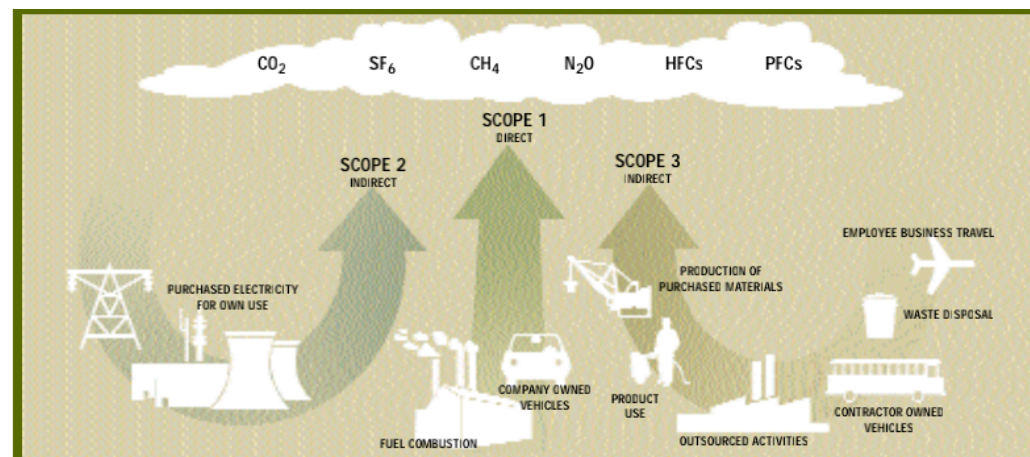 CO2 SF6 CH4 N2O HFCs PFCs
SCOPE 1
DIRECT
SCOPE 2
INDIRECT
SCOPE 3
INDIRECT
EMPLOYEE BUSINESS TRAVEL
PURCHASED ELECTRICITY
FOR OWN USE
PRODUCTION OF
PURCHASED MATERIALS
WASTE DISPOSAL
COMPANY OWNED
VEHICLES
PRODUCT
USE
CONTRACTOR OWNED
VEHICLES
FUEL COMBUSTION
OUTSOURCED ACTIVITIES